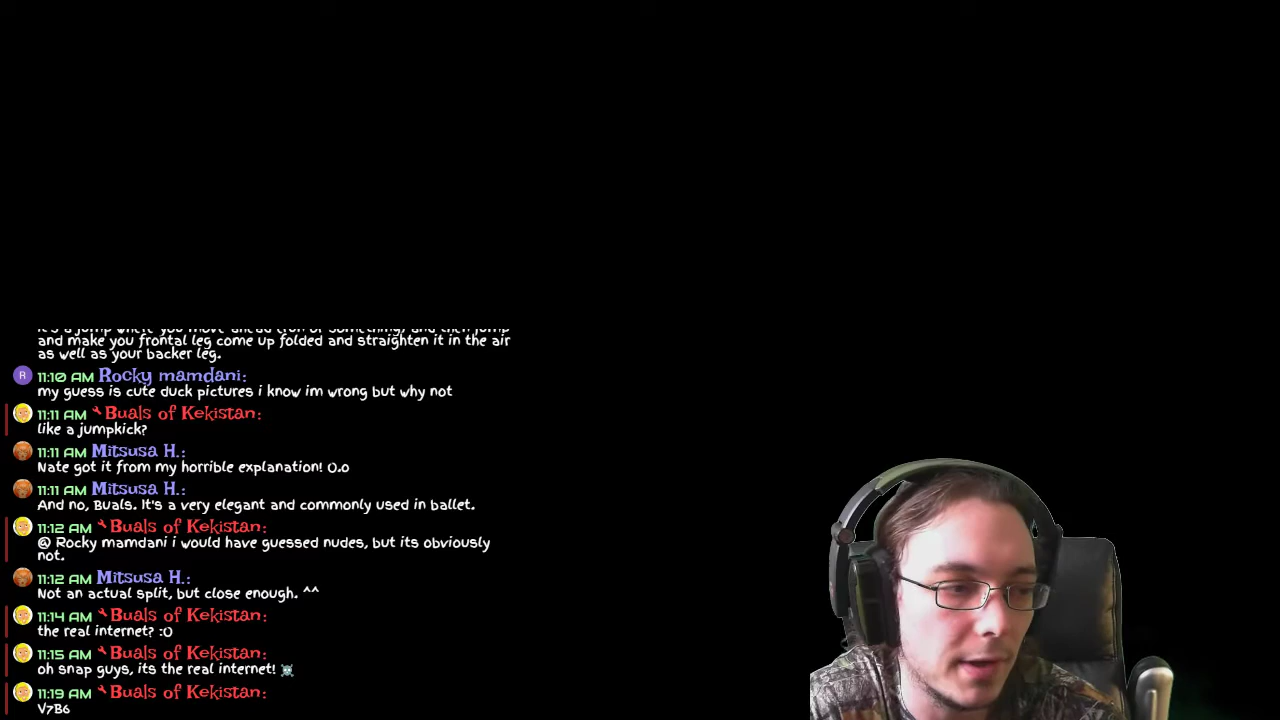 and make you frontal leg come up folded and straighten it in the air
as well as your backer leg.
R
11:10 AM Rocky mamdani:
my guess is cute duck pictures i know im wrong but why not
11:11 AM Buals of Kekistan:
like a jumpkick?
11:11 AM Mitsusa H.:
Nate got it from my horrible explanation! O.o
11:11 AM Mitsusa H.:
And no, Buals. It's a very elegant and commonly used in ballet.
11:12 AM Buals of Kekistan:
@ Rocky mamdani i would have guessed nudes, but its obviously
not.
11:12 AM Mitsusa H.:
Not an actual split, but close enough. ^^
11:14 AM Buals of Kekistan:
the real internet? :O
11:15 AM Buals of Kekistan:
oh snap guys, its the real internet! ☠
11:19 AM Buals of Kekistan:
V7B6